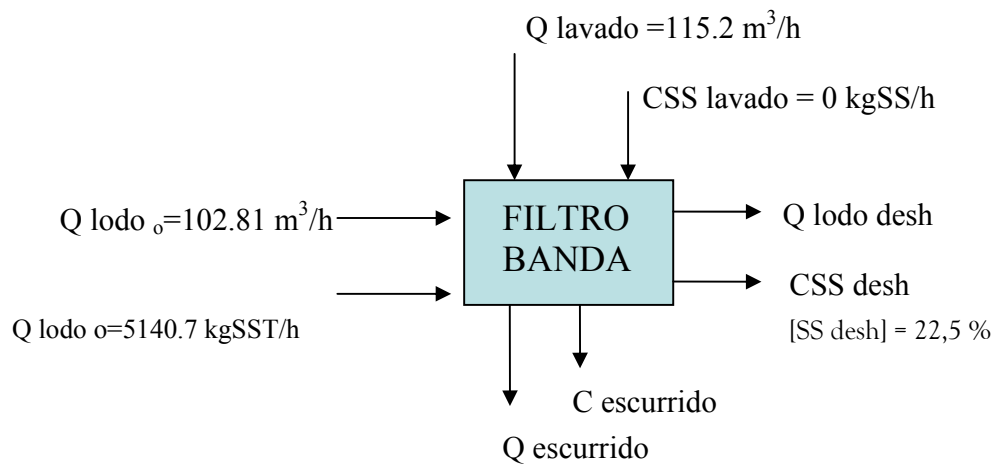 Q lavado =115.2 m³/h
CSS lavado = 0 kgSS/h
Q lodo ₒ=102.81 m³/h
FILTRO
BANDA
Q lodo desh
CSS desh
Q lodo o=5140.7 kgSST/h
[SS desh] = 22,5 %
C escurrido
Q escurrido